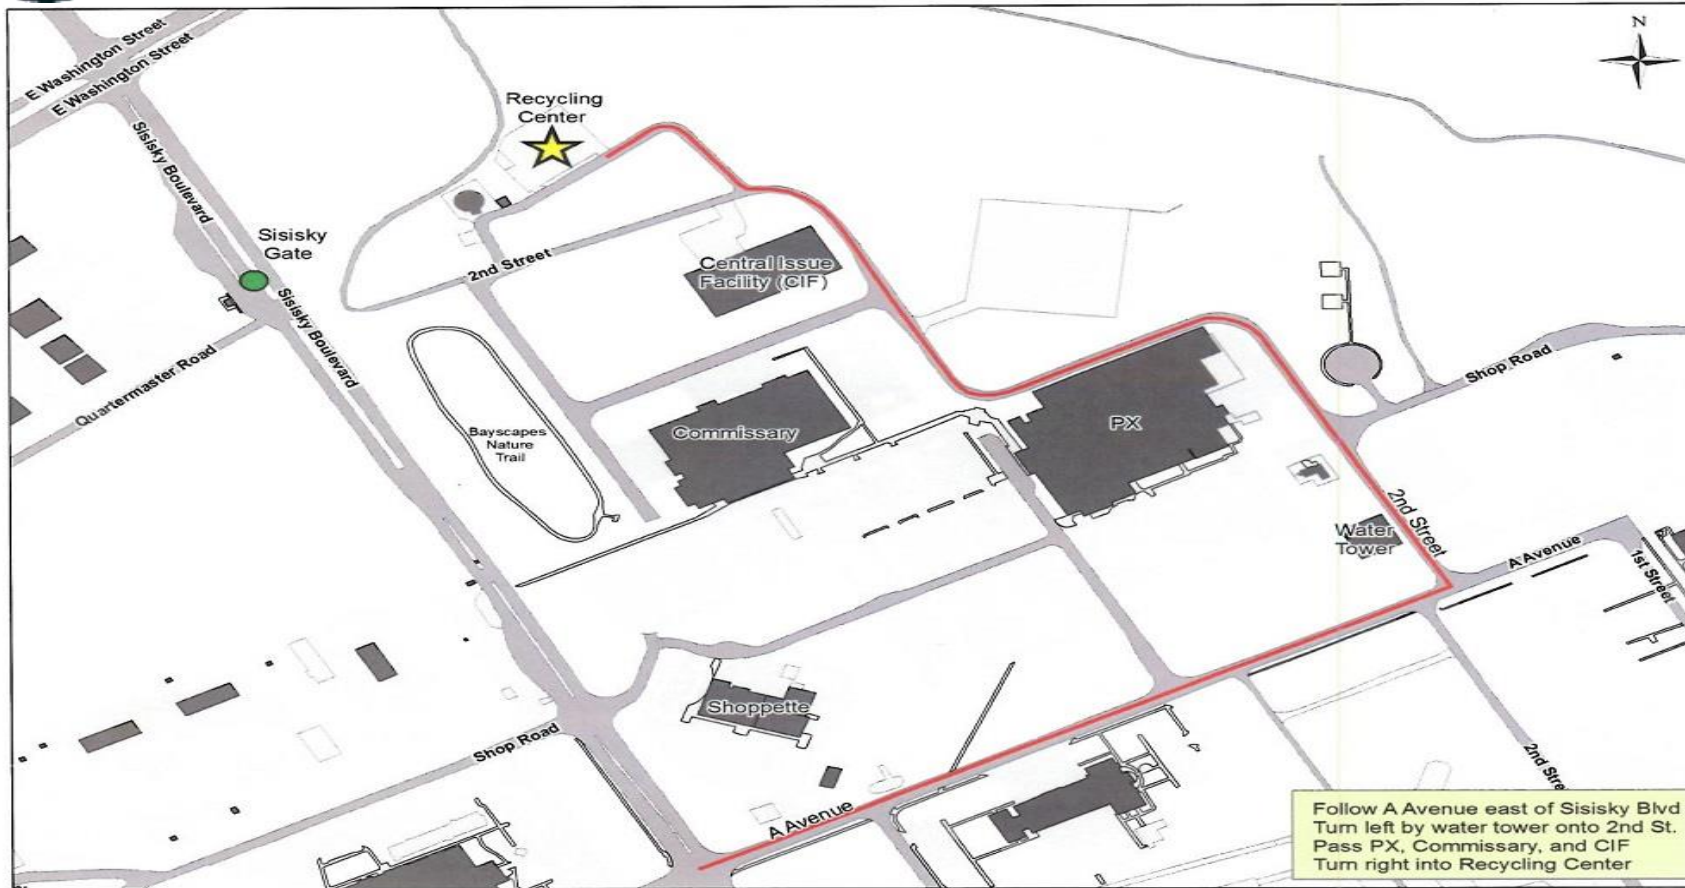 E Washington Street
E Washington Street
N
Recycling
Center
Sisisky Boulevard
Sisisky
Gate
2nd Street
Central Issue
Facility (CIF)
Sisisky Boulevard
Quartermaster Road
Shop Road
Bayscapes
Nature
Trail
Commissary
PX
2nd Street
Water
Tower
A Avenue
1st Street
Shoppette
Shop Road
2nd Stre
A Avenue
Follow A Avenue east of Sisisky Blvd
Turn left by water tower onto 2nd St.
Pass PX, Commissary, and CIF
Turn right into Recycling Center